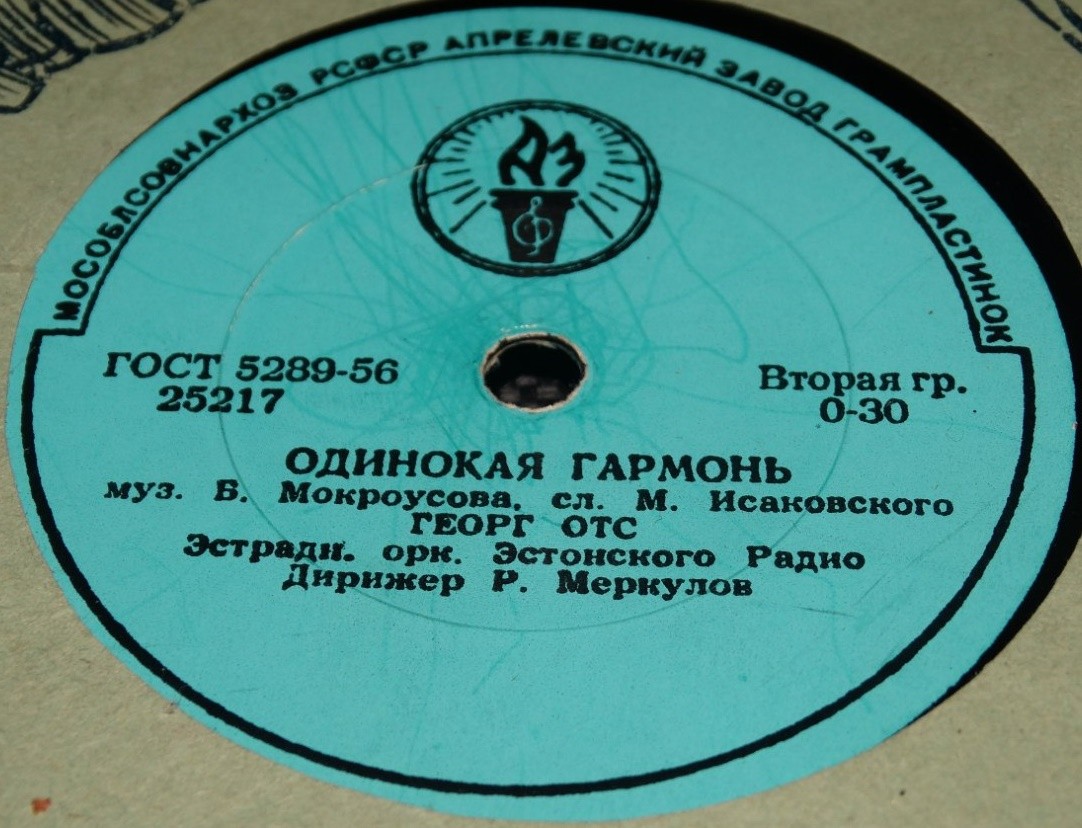 МОСОБЛСОВНАРХОЗ РСФСР АПРЕЛЕВСКИЙ ЗАВОД ГРАМПЛАСТИНОК
АЗ
ГОСТ 5289-56
25217
Вторая гр.
0-30
ОДИНОКАЯ ГАРМОНЬ
муз. Б. Мокроусова, сл. М. Исаковского
ГЕОРГ ОТС
Эстрадн. орк. Эстонского Радио
Дирижер Р. Меркулов